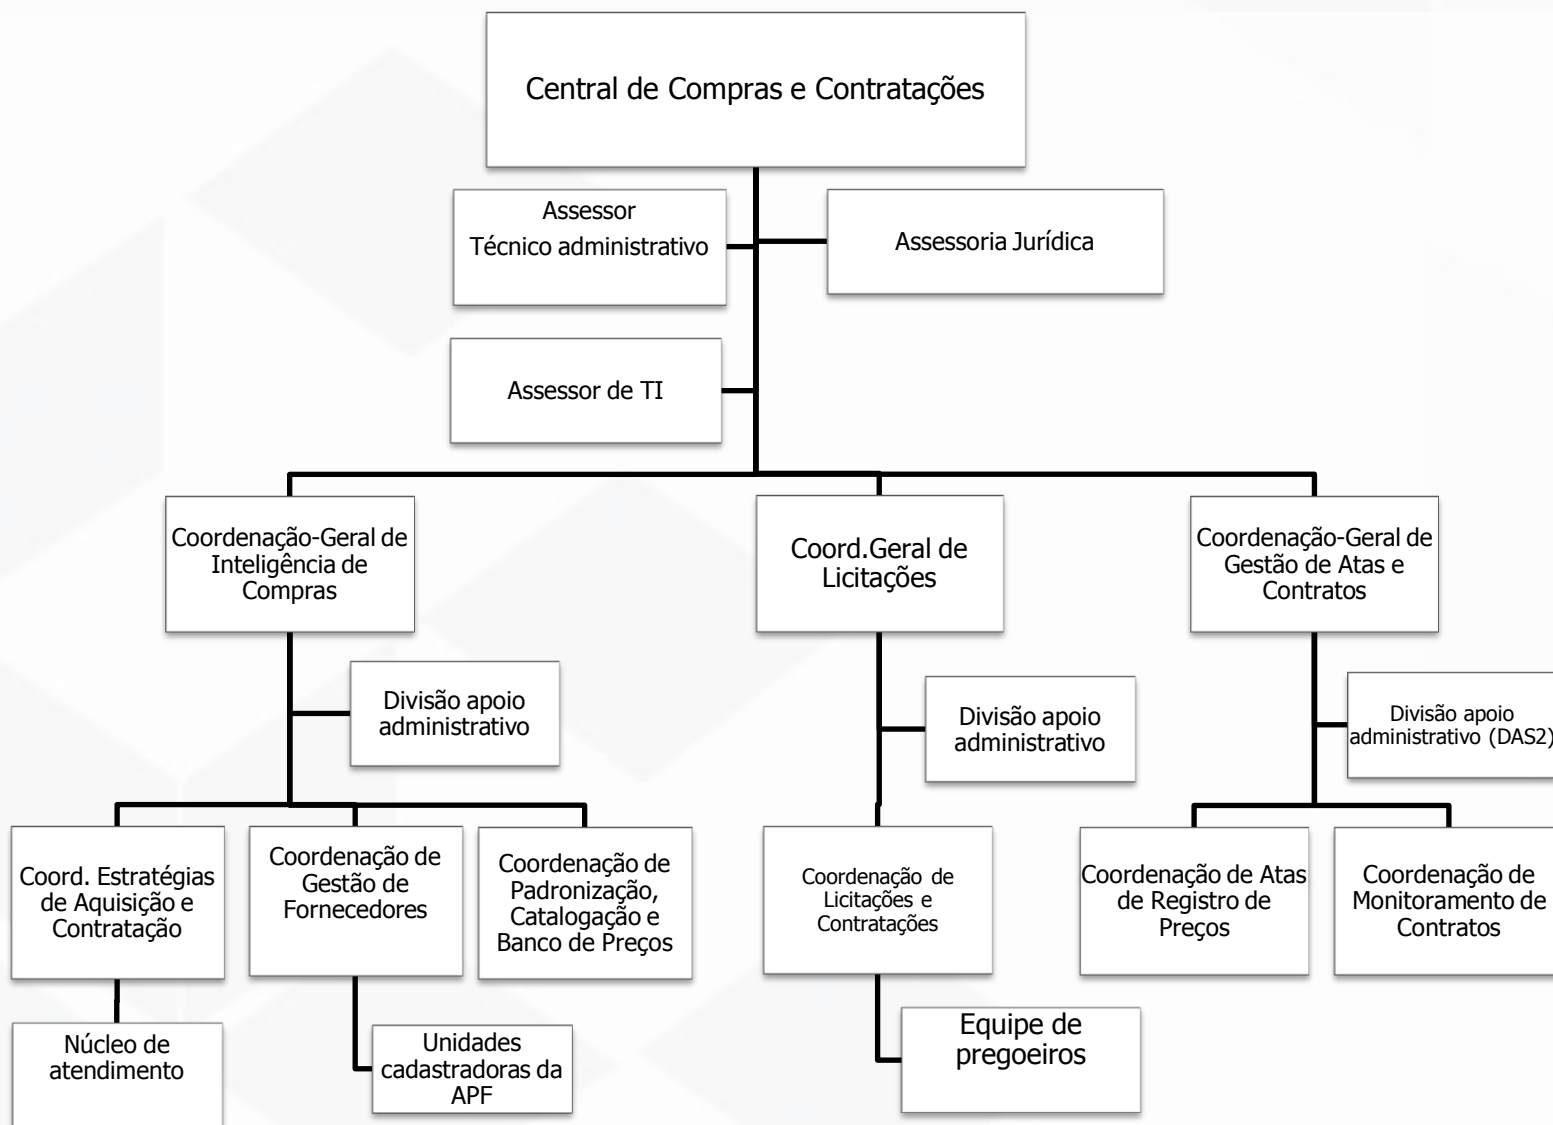 Central de Compras e Contratações
Assessor
Técnico administrativo
Assessoria Jurídica
Assessor de TI
Coordenação-Geral de
Inteligência de
Compras
Coord.Geral de
Licitações
Coordenação-Geral de
Gestão de Atas e
Contratos
Divisão apoio
administrativo
Divisão apoio
administrativo
Divisão apoio
administrativo (DAS2)
Coord. Estratégias
de Aquisição e
Contratação
Coordenação de
Gestão de
Fornecedores
Coordenação de
Padronização,
Catalogação e
Banco de Preços
Coordenação de
Licitações e
Contratações
Coordenação de Atas
de Registro de
Preços
Coordenação de
Monitoramento de
Contratos
Núcleo de
atendimento
Unidades
cadastradoras da
APF
Equipe de
pregoeiros